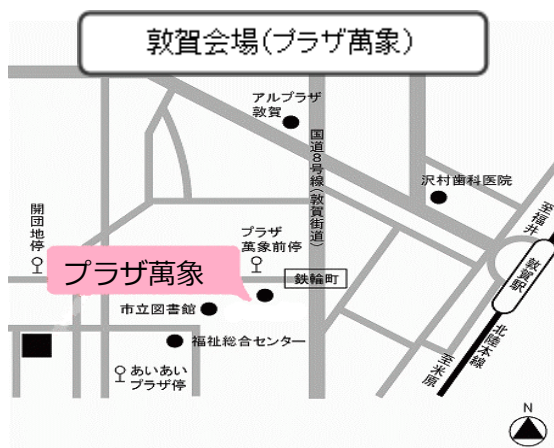 敦賀会場(プラザ萬象)
アルプラザ
敦賀
国道8号線(敦賀街道)
沢村歯科医院
至福井
敦賀駅
北陸本線
至米原
開団地停
プラザ
萬象前停
プラザ萬象
鉄輪町
市立図書館
福祉総合センター
あいあい
プラザ停
N